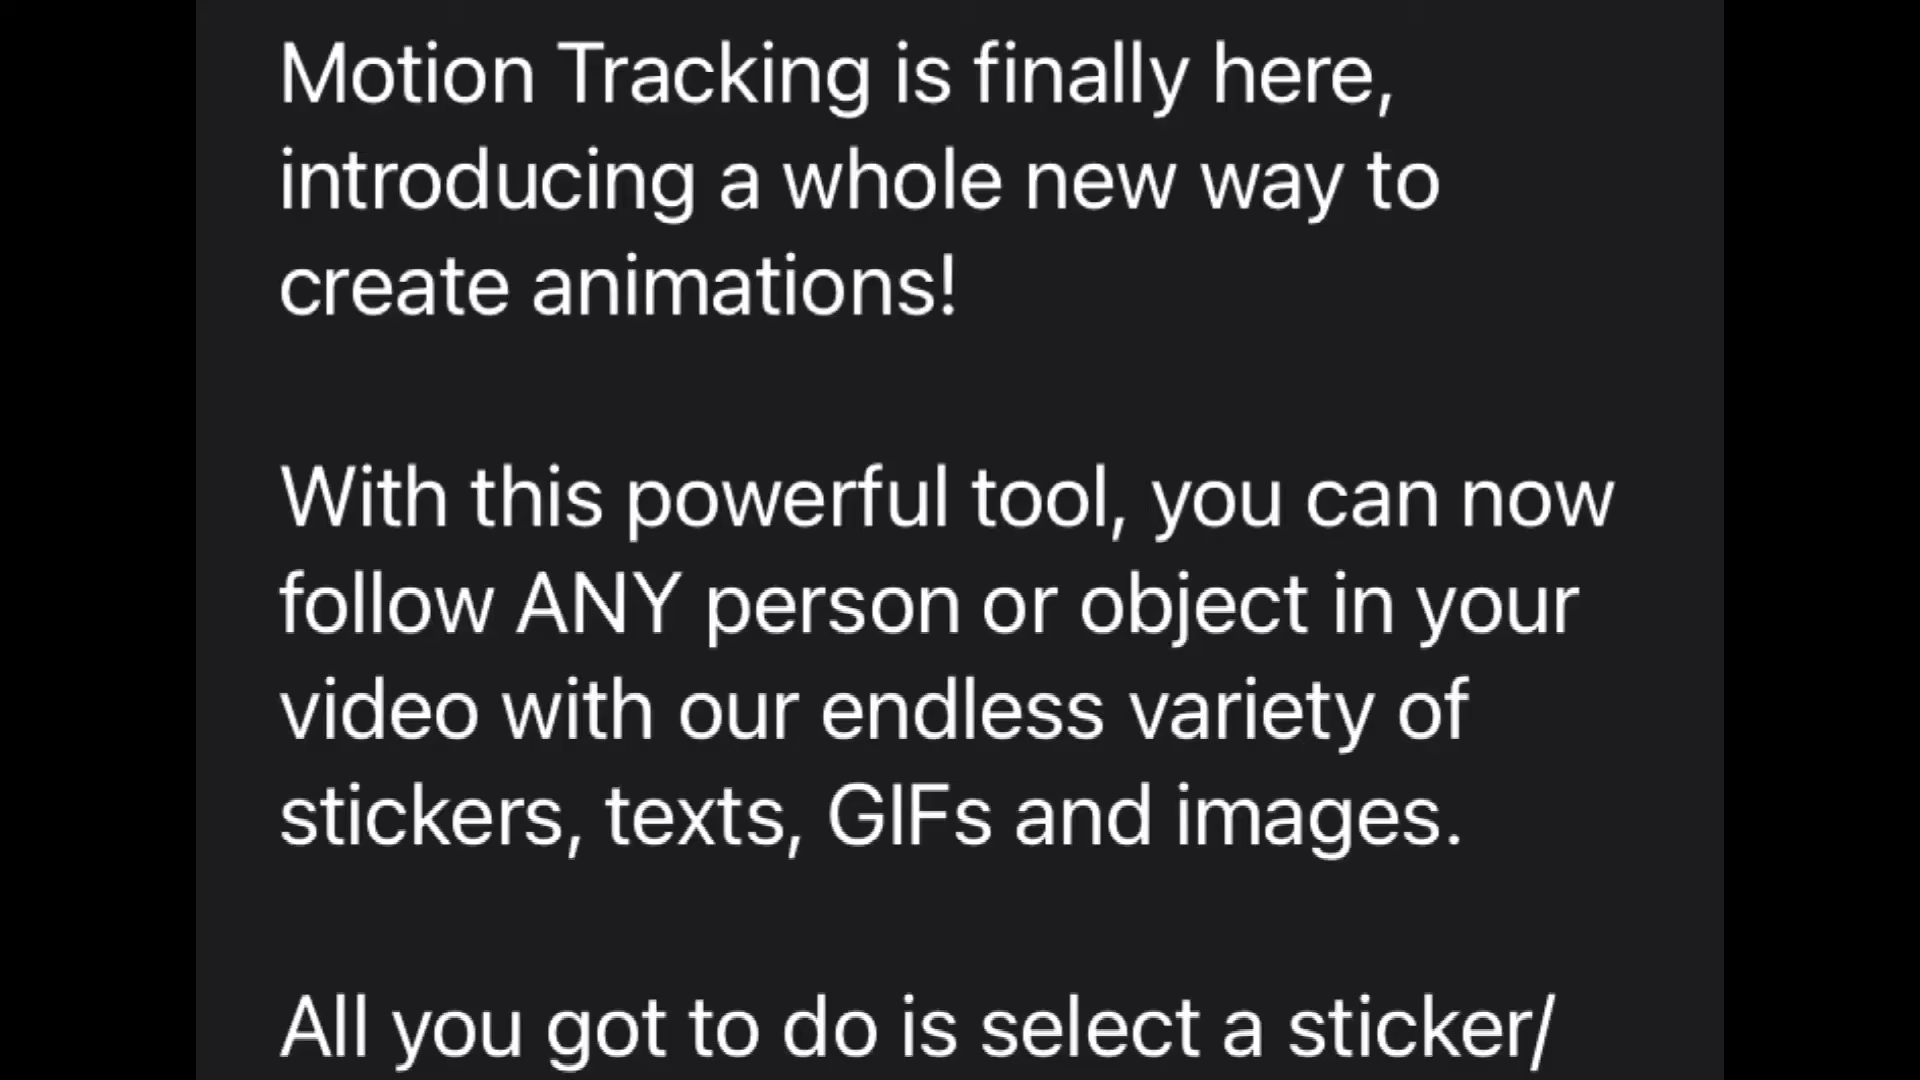 Motion Tracking is finally here,
introducing a whole new way to
create animations!
With this powerful tool, you can now
follow ANY person or object in your
video with our endless variety of
stickers, texts, GIFs and images.
All you got to do is select a sticker/